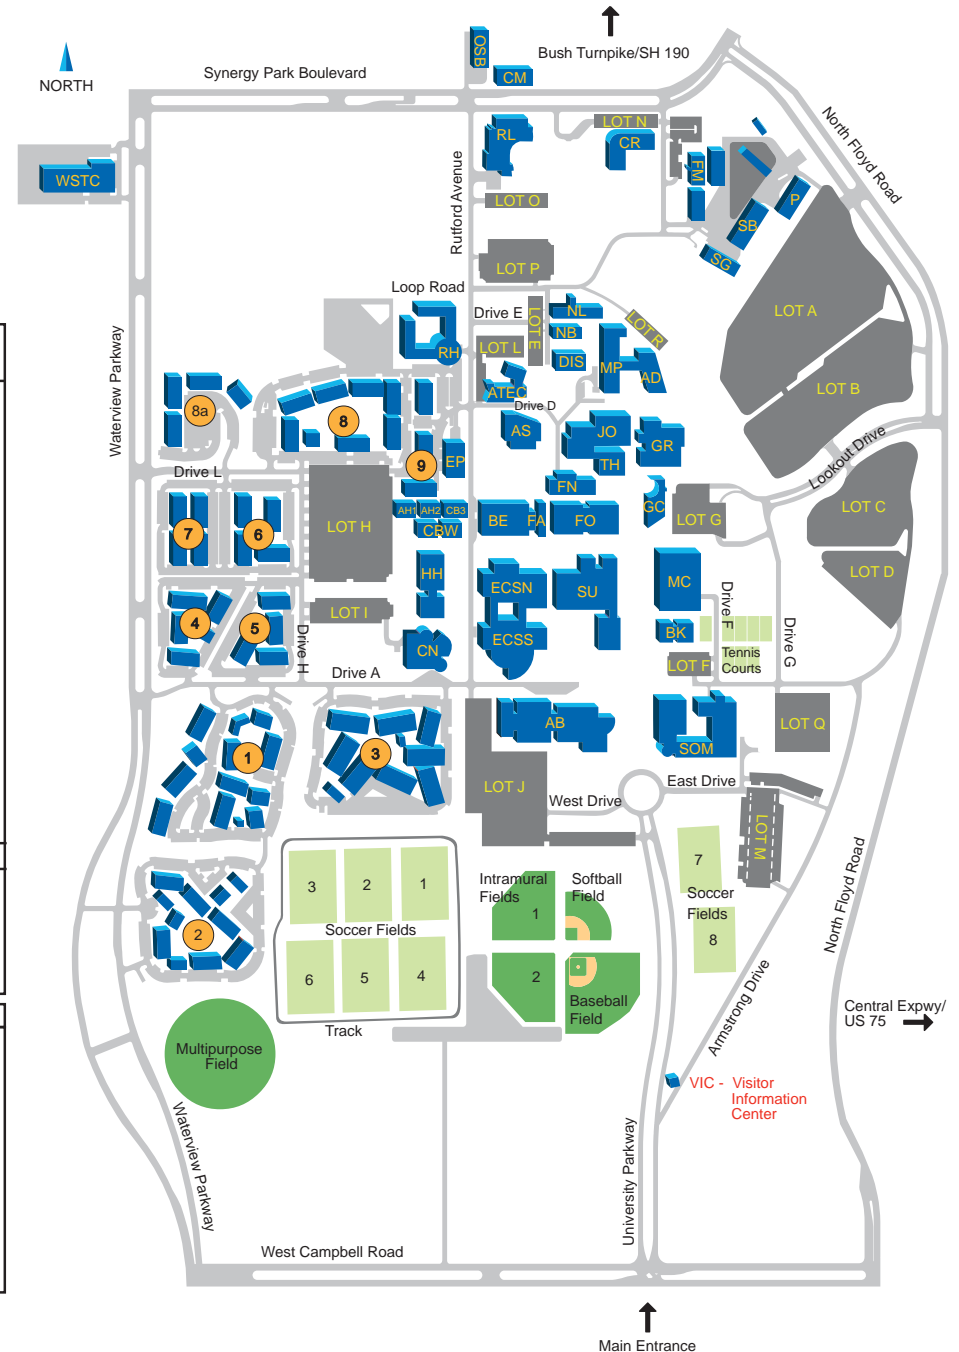 Bush Turnpike/SH 190
NORTH
Synergy Park Boulevard
OSB
CM
LOT N
RL
CR
North Floyd Road
WSTC
FM
P
Rutford Avenue
LOT O
SB
SG
LOT P
Loop Road
Drive E
LOT E
NL
LOT A
LOT R
NB
RH
LOT L
DIS
MP
AD
Waterview Parkway
ATEC
LOT B
Drive D
8a
8
AS
JO
GR
Lookout Drive
9
EP
TH
Drive L
FN
AH1
AH2
CB3
GC
LOT C
LOT H
BE
FA
FO
LOT G
7
6
CBW
HH
ECSN
SU
MC
LOT D
LOT I
Drive F
Drive G
4
5
Drive H
CN
ECSS
BK
LOT F
Tennis
Courts
Drive A
AB
LOT Q
1
3
SOM
LOT J
East Drive
West Drive
LOT M
7
3
2
1
Intramural
Fields
1
Softball
Field
Soccer
Fields
2
Soccer Fields
8
North Floyd Road
6
5
4
2
Baseball
Field
Armstrong Drive
Track
Central Expwy/
US 75
Multipurpose
Field
VIC - Visitor
Information
Center
Waterview Parkway
University Parkway
West Campbell Road
Main Entrance